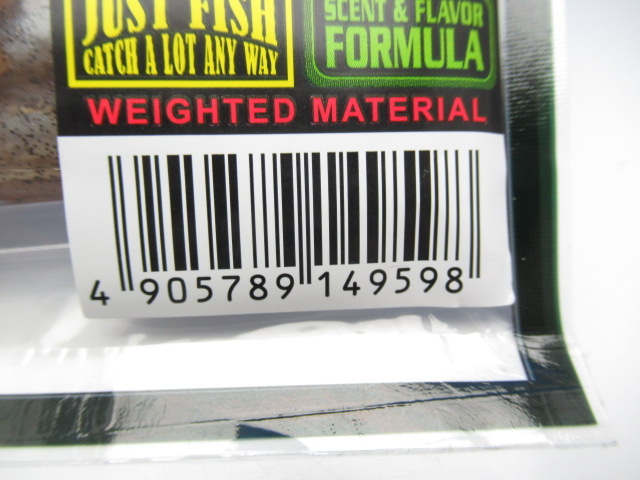 JUST FISH
CATCH A LOT ANY WAY
SCENT & FLAVOR
FORMULA
WEIGHTED MATERIAL
4 905789 149598